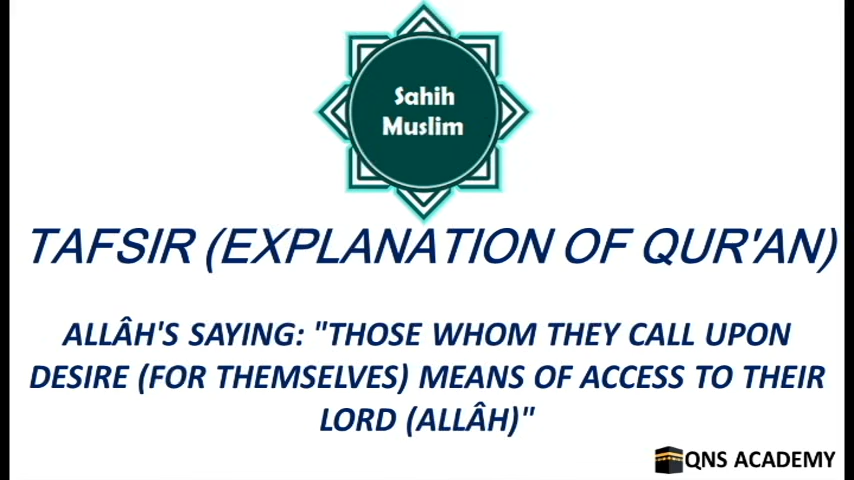 Sahih
Muslim
TAFSIR (EXPLANATION OF QUR'AN)
ALLÂH'S SAYING: "THOSE WHOM THEY CALL UPON
DESIRE (FOR THEMSELVES) MEANS OF ACCESS TO THEIR
LORD (ALLÂH)"
QNS ACADEMY